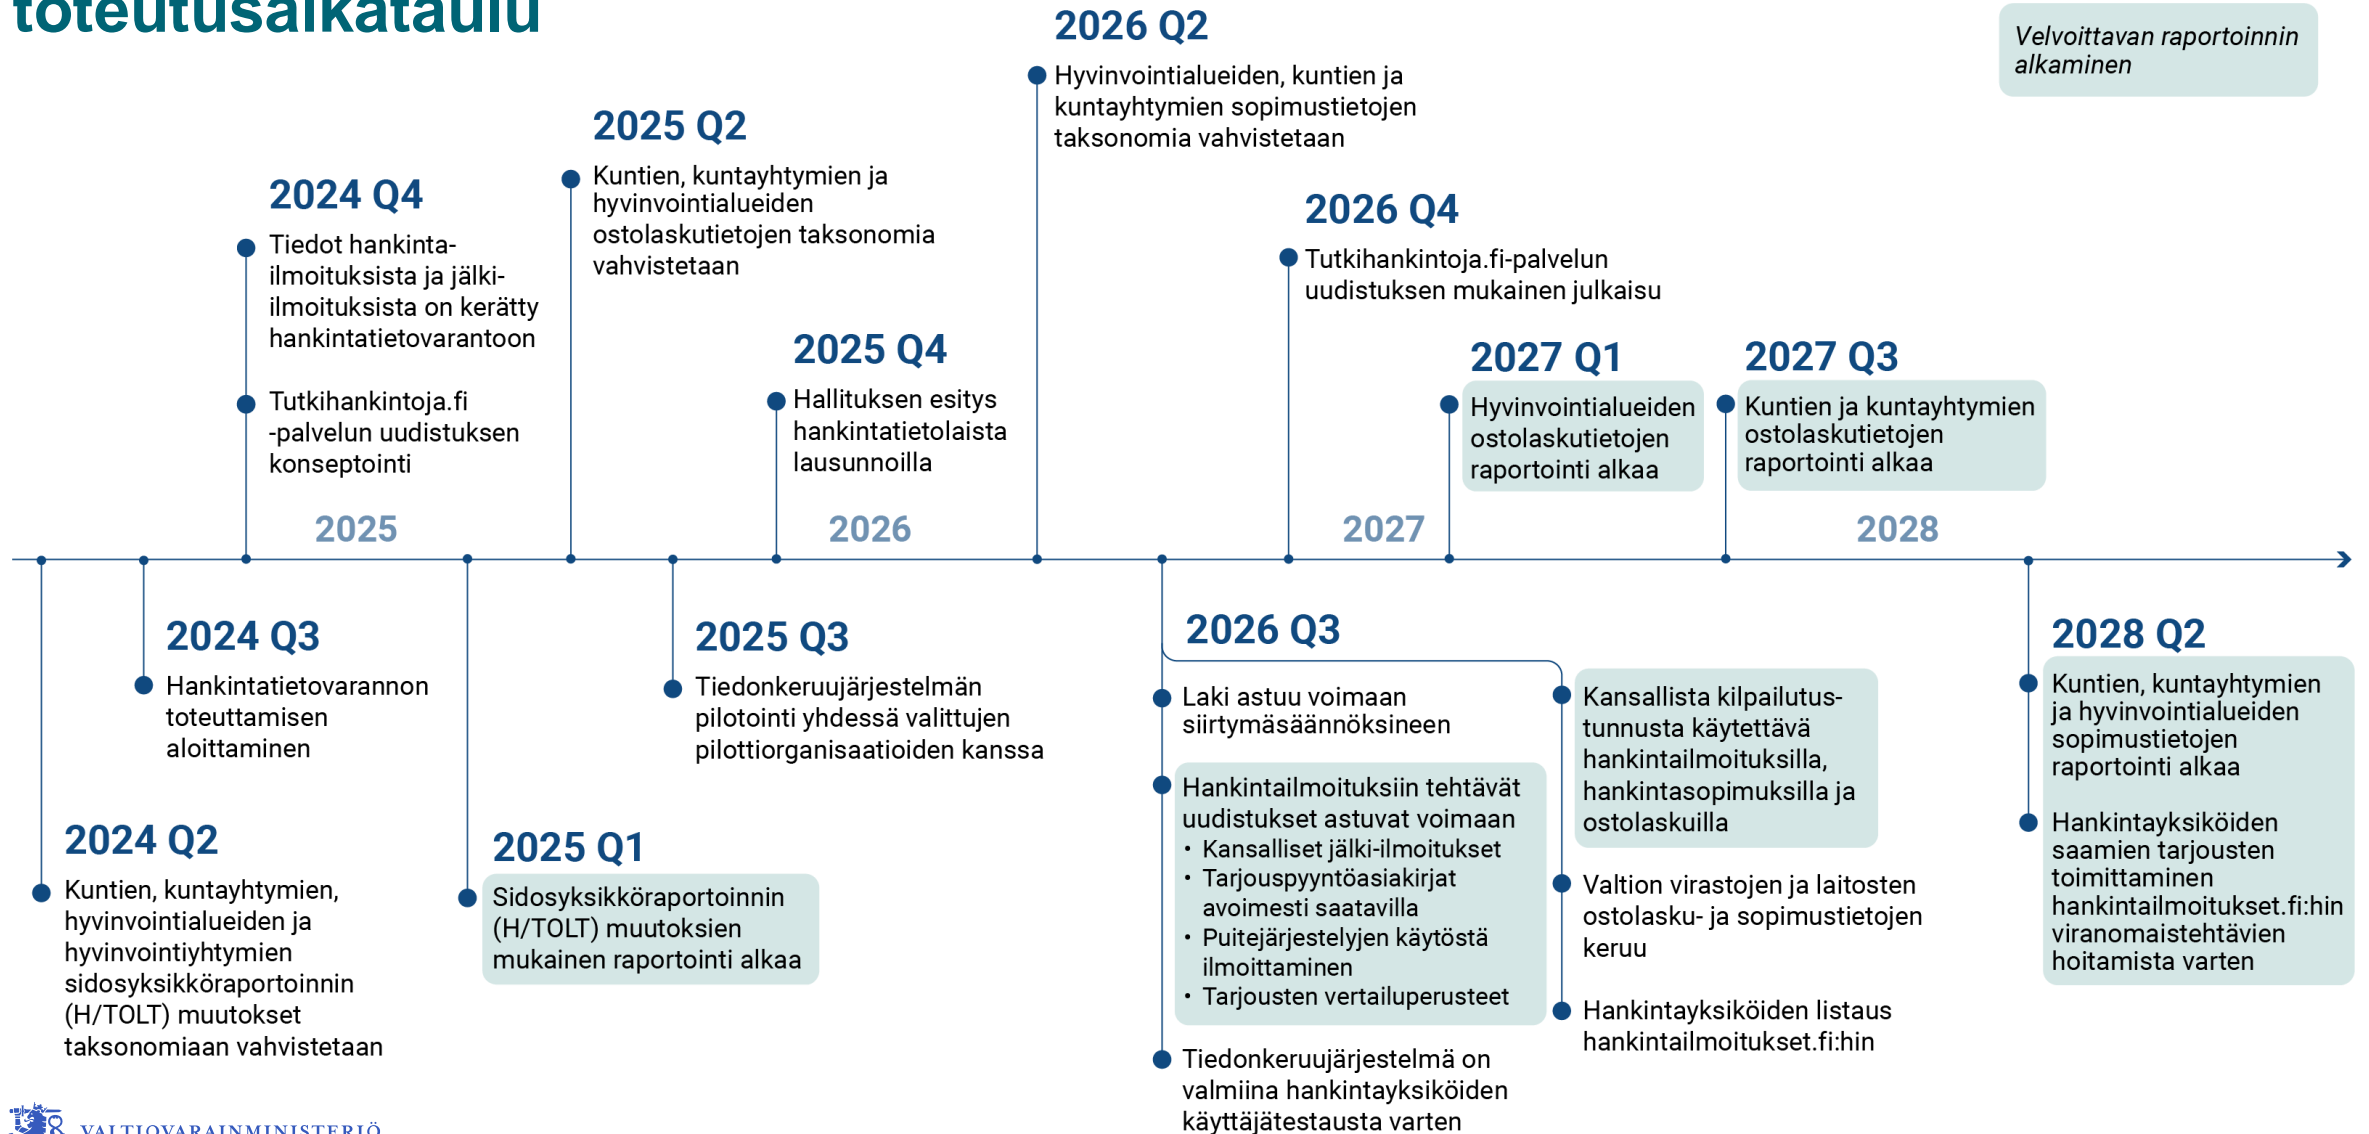 toteutusaikataulu
Velvoittavan raportoinnin
alkaminen
2024 Q2
Kuntien, kuntayhtymien,
hyvinvointialueiden ja
hyvinvointiyhtymien
sidosyksikköraportoinnin
(H/TOLT) muutokset
taksonomiaan vahvistetaan
2024 Q3
Hankintatietovarannon
toteuttamisen
aloittaminen
2024 Q4
Tiedot hankinta-
ilmoituksista ja jälki-
ilmoituksista on kerätty
hankintatietovarantoon
Tutkihankintoja.fi
-palvelun uudistuksen
konseptointi
2025
2025 Q1
Sidosyksikköraportoinnin
(H/TOLT) muutoksien
mukainen raportointi alkaa
2025 Q2
Kuntien, kuntayhtymien ja
hyvinvointialueiden
ostolaskutietojen taksonomia
vahvistetaan
2025 Q3
Tiedonkeruujärjestelmän
pilotointi yhdessä valittujen
pilottiorganisaatioiden kanssa
2025 Q4
Hallituksen esitys
hankintatietolaista
lausunnoilla
2026
2026 Q2
Hyvinvointialueiden, kuntien ja
kuntayhtymien sopimustietojen
taksonomia vahvistetaan
2026 Q3
Laki astuu voimaan
siirtymäsäännöksineen
Hankintailmoituksiin tehtävät
uudistukset astuvat voimaan
• Kansalliset jälki-ilmoitukset
• Tarjouspyyntöasiakirjat
avoimesti saatavilla
• Puitejärjestelyjen käytöstä
ilmoittaminen
• Tarjousten vertailuperusteet
Tiedonkeruujärjestelmä on
valmiina hankintayksiköiden
käyttäjätestausta varten
Kansallista kilpailutus-
tunnusta käytettävä
hankintailmoituksilla,
hankintasopimuksilla ja
ostolaskuilla
Valtion virastojen ja laitosten
ostolasku- ja sopimustietojen
keruu
Hankintayksiköiden listaus
hankintailmoitukset.fi:hin
2026 Q4
Tutkihankintoja.fi-palvelun
uudistuksen mukainen julkaisu
2027
2027 Q1
Hyvinvointialueiden
ostolaskutietojen
raportointi alkaa
2027 Q3
Kuntien ja kuntayhtymien
ostolaskutietojen
raportointi alkaa
2028
2028 Q2
Kuntien, kuntayhtymien
ja hyvinvointialueiden
sopimustietojen
raportointi alkaa
Hankintayksiköiden
saamien tarjousten
toimittaminen
hankintailmoitukset.fi:hin
viranomaistehtävien
hoitamista varten
VALTIOVARAINMINISTERIÖ